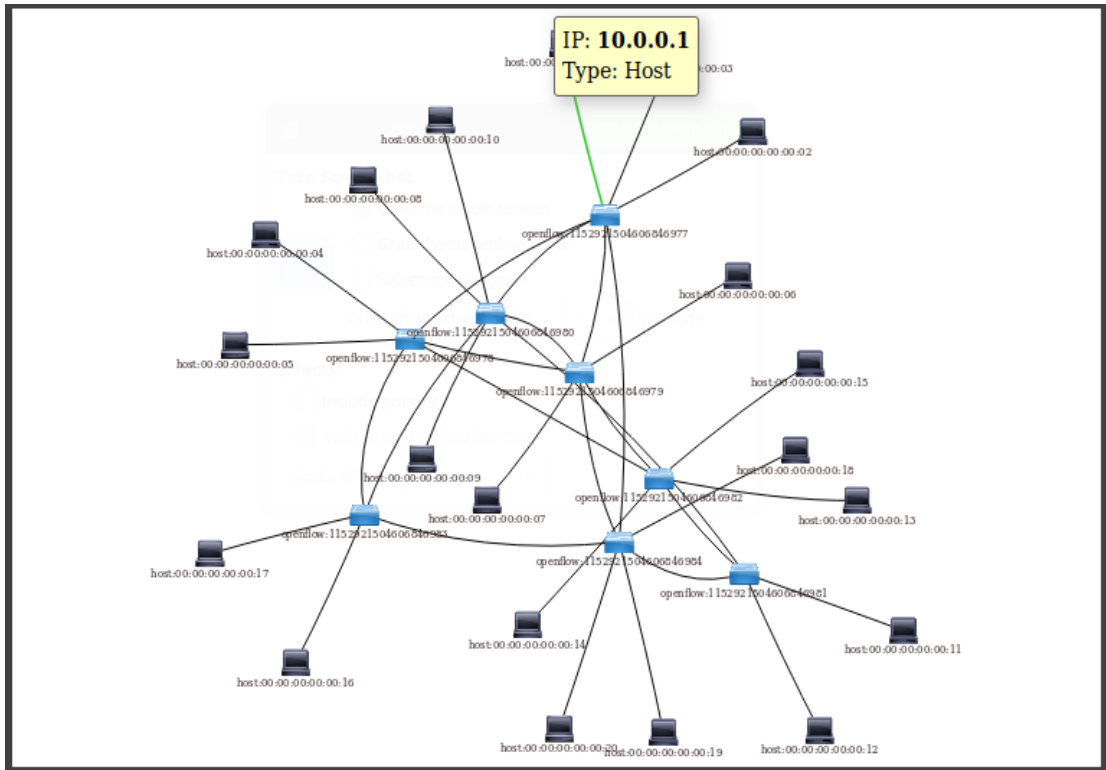 IP: 10.0.0.1
Type: Host
host:00:00
:00:03
host:00:00:00:00:00:10
host:00:00:00:00:00:02
host:00:00:00:00:00:08
openflow:1152921504606846977
host:00:00:00:00:00:04
host:00:00:00:00:00:06
openflow:1152921504606846980
openflow:1152921504606846978
host:00:00:00:00:00:05
host:00:00:00:00:00:15
openflow:1152921504606846979
host:00:00:00:00:00:18
host:00:00:00:00:00:09
openflow:1152921504606846982
host:00:00:00:00:00:07
host:00:00:00:00:00:13
openflow:1152921504606846983
openflow:1152921504606846984
host:00:00:00:00:00:17
openflow:1152921504606846981
host:00:00:00:00:00:14
host:00:00:00:00:00:11
host:00:00:00:00:00:16
host:00:00:00:00:00:20
host:00:00:00:00:00:19
host:00:00:00:00:00:12